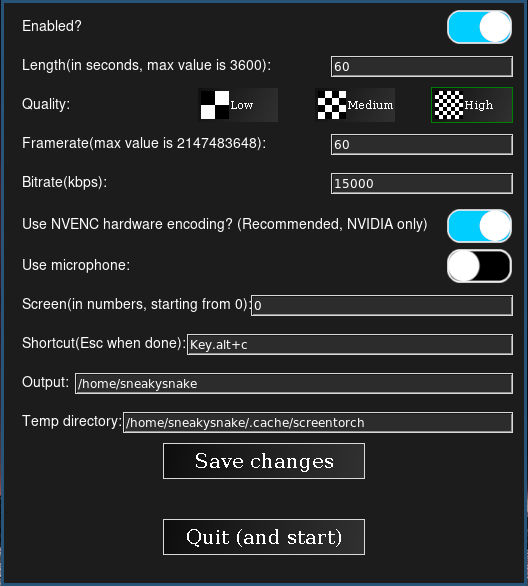 Enabled?
Length(in seconds, max value is 3600): 60
Quality: Low Medium High
Framerate(max value is 2147483648): 60
Bitrate(kbps): 15000
Use NVENC hardware encoding? (Recommended, NVIDIA only)
Use microphone:
Screen(in numbers, starting from 0): 0
Shortcut(Esc when done): Key.alt+c
Output: /home/sneakysnake
Temp directory: /home/sneakysnake/.cache/screentorch
Save changes
Quit (and start)